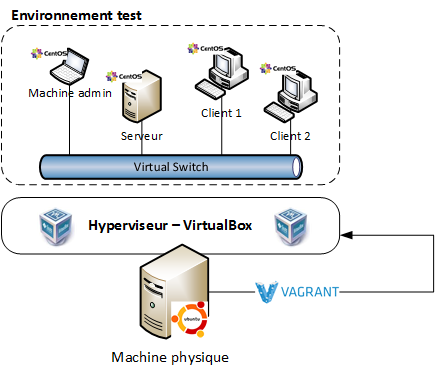 Environnement test
CentOS
Machine admin
CentOS
Serveur
CentOS
Client 1
CentOS
Client 2
Virtual Switch
Hyperviseur – VirtualBox
VAGRANT
ubuntu
Machine physique